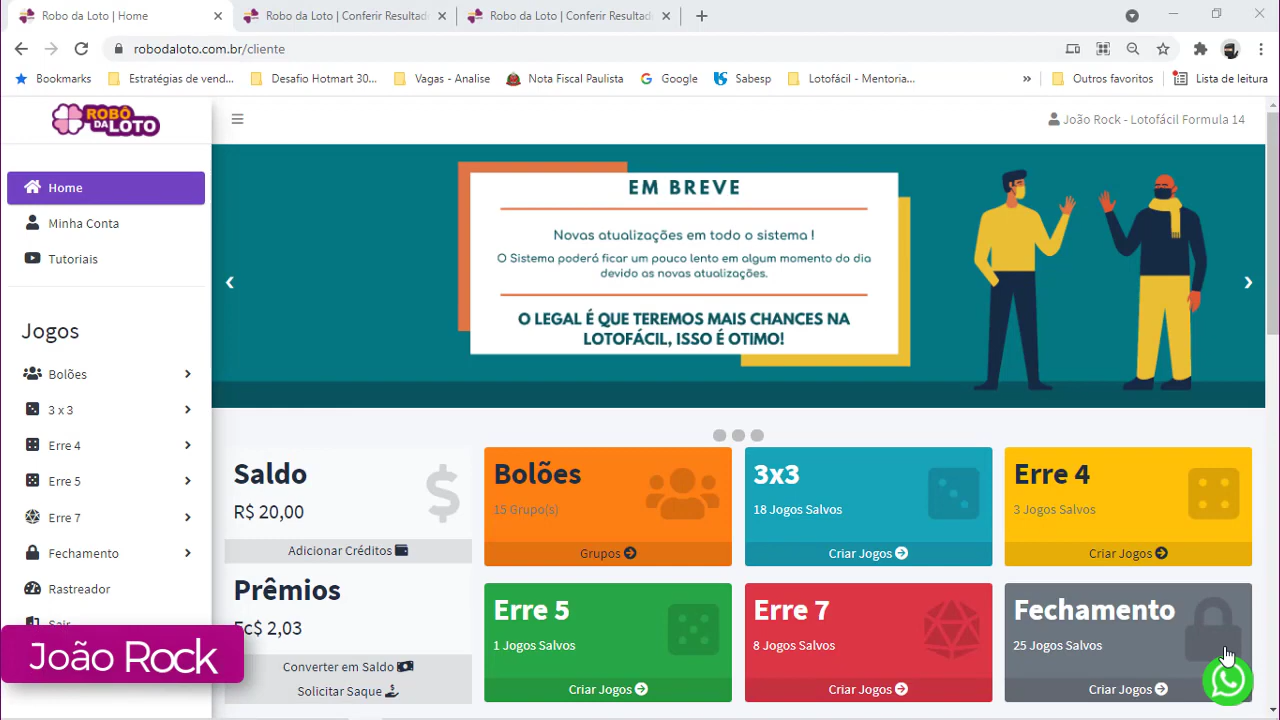 Robo da Loto | Home
Robo da Loto | Conferir Resultad
Robo da Loto | Conferir Resultad
robodaloto.com.br/cliente
Bookmarks
Estratégias de vend...
Desafio Hotmart 30...
Vagas - Analise
Nota Fiscal Paulista
Google
Sabesp
Lotofácil - Mentoria...
»
Outros favoritos
Lista de leitura
ROBO
DA LOTO
João Rock - Lotofácil Formula 14
Home
Minha Conta
Tutoriais
Jogos
Bolões
3 x 3
Erre 4
Erre 5
Erre 7
Fechamento
Rastreador
Sair
João Rock
EM BREVE
Novas atualizações em todo o sistema !
O Sistema poderá ficar um pouco lento em algum momento do dia
devido as novas atualizações.
O LEGAL É QUE TEREMOS MAIS CHANCES NA
LOTOFÁCIL, ISSO É OTIMO!
Saldo
R$ 20,00
Adicionar Créditos
Bolões
15 Grupo(s)
Grupos
3x3
18 Jogos Salvos
Criar Jogos
Erre 4
3 Jogos Salvos
Criar Jogos
Prêmios
Fc$ 2,03
Converter em Saldo
Solicitar Saque
Erre 5
1 Jogos Salvos
Criar Jogos
Erre 7
8 Jogos Salvos
Criar Jogos
Fechamento
25 Jogos Salvos
Criar Jogos